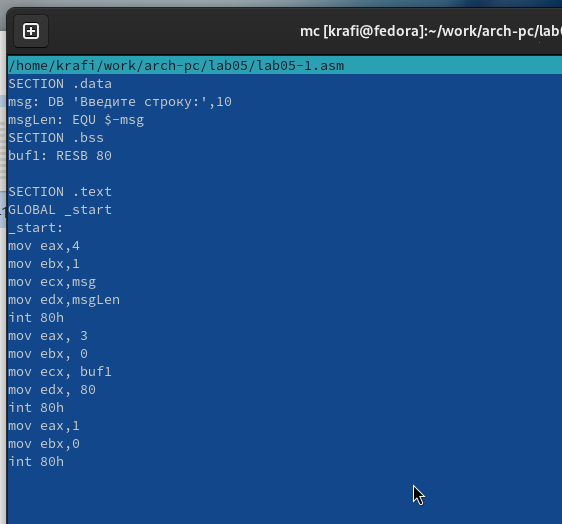 mc [krafi@fedora]:~/work/arch-pc/lab0
/home/krafi/work/arch-pc/lab05/lab05-1.asm
SECTION .data
msg: DB 'Введите строку:',10
msgLen: EQU $-msg
SECTION .bss
buf1: RESB 80
SECTION .text
GLOBAL _start
_start:
mov eax,4
mov ebx,1
mov ecx,msg
mov edx,msgLen
int 80h
mov eax, 3
mov ebx, 0
mov ecx, buf1
mov edx, 80
int 80h
mov eax,1
mov ebx,0
int 80h